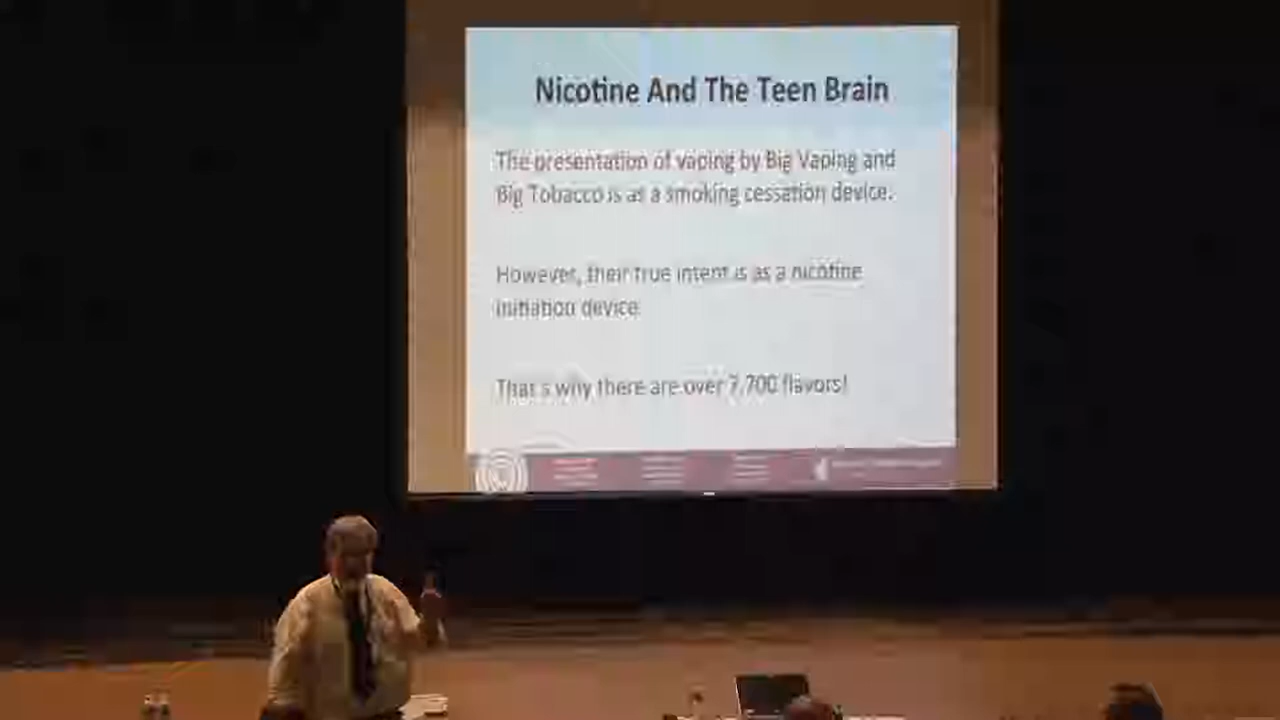 Nicotine And The Teen Brain
The presentation of vaping by Big Vaping and
Big Tobacco is as a smoking cessation device.
However, their true intent is as a nicotine
initiation device
That's why there are over 7,700 flavors!